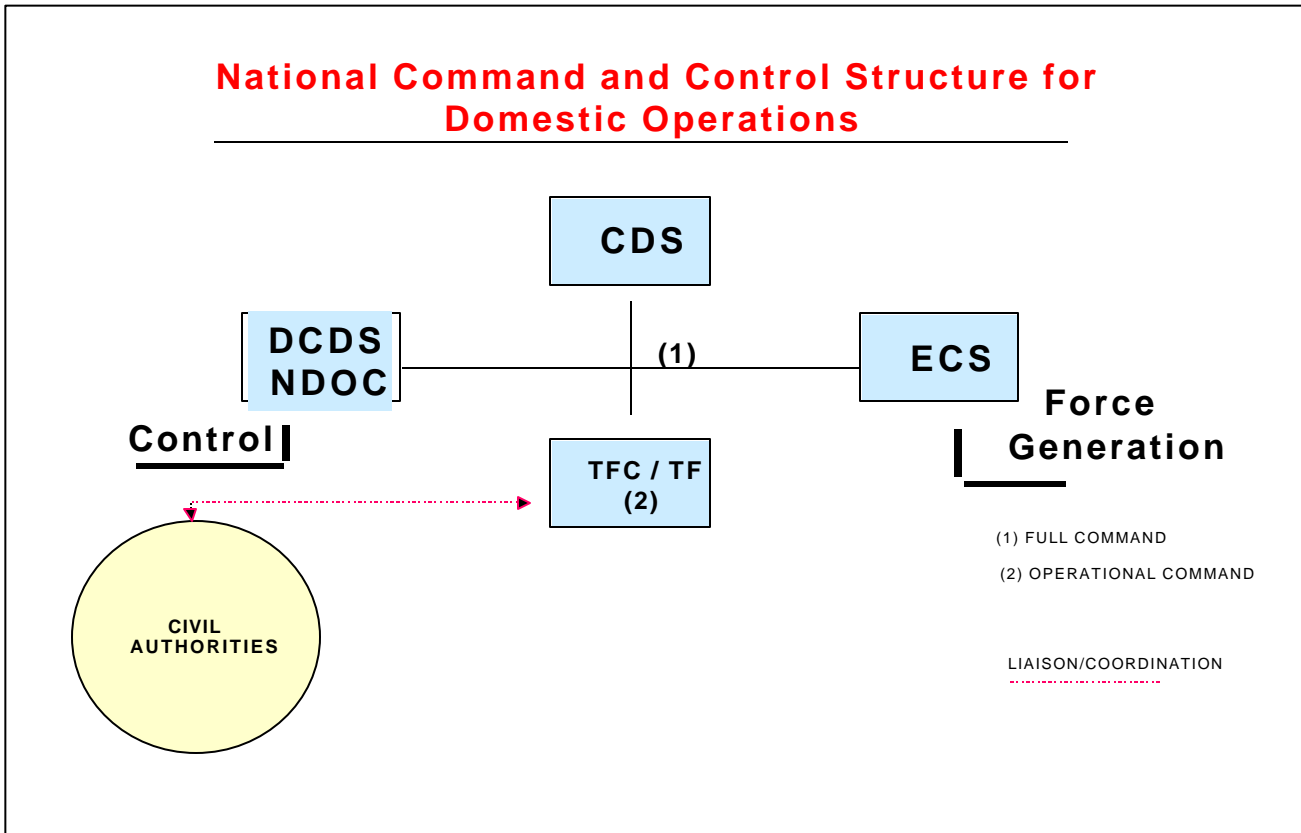 National Command and Control Structure for
Domestic Operations
CDS
DCDS
NDOC
(1)
ECS
Control
Force
Generation
TFC / TF
(2)
(1) FULL COMMAND
(2) OPERATIONAL COMMAND
CIVIL
AUTHORITIES
LIAISON/COORDINATION